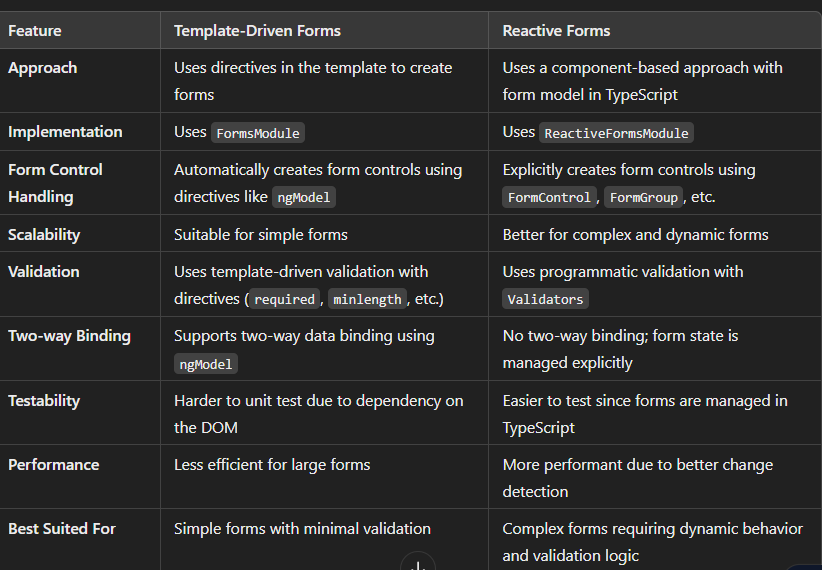 Feature Template-Driven Forms Reactive Forms
Approach Uses directives in the template to create Uses a component-based approach with
forms form model in TypeScript
Implementation Uses FormsModule Uses ReactiveFormsModule
Form Control Automatically creates form controls using Explicitly creates form controls using
Handling directives like ngModel FormControl, FormGroup, etc.
Scalability Suitable for simple forms Better for complex and dynamic forms
Validation Uses template-driven validation with Uses programmatic validation with
directives (required, minlength, etc.) Validators
Two-way Binding Supports two-way data binding using No two-way binding; form state is
ngModel managed explicitly
Testability Harder to unit test due to dependency on Easier to test since forms are managed in
the DOM TypeScript
Performance Less efficient for large forms More performant due to better change
detection
Best Suited For Simple forms with minimal validation Complex forms requiring dynamic behavior
and validation logic